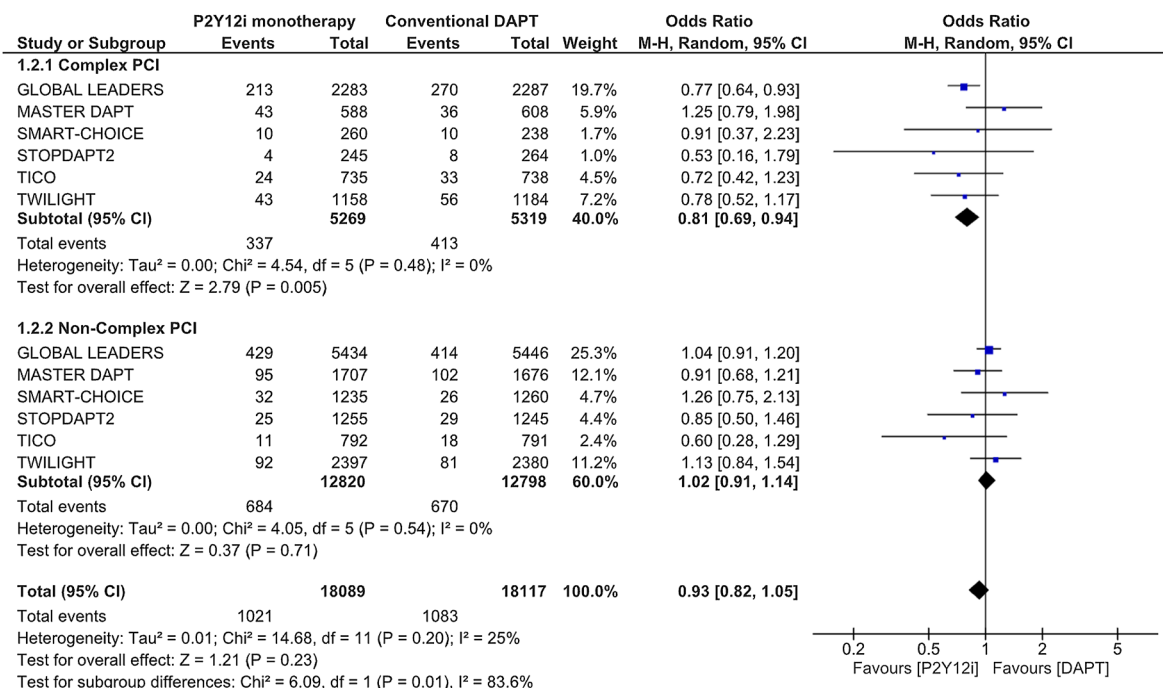 P2Y12i monotherapy Conventional DAPT Odds Ratio Odds Ratio
Study or Subgroup Events Total Events Total Weight M-H, Random, 95% CI M-H, Random, 95% CI
1.2.1 Complex PCI
GLOBAL LEADERS 213 2283 270 2287 19.7% 0.77 [0.64, 0.93]
MASTER DAPT 43 588 36 608 5.9% 1.25 [0.79, 1.98]
SMART-CHOICE 10 260 10 238 1.7% 0.91 [0.37, 2.23]
STOPDAPT2 4 245 8 264 1.0% 0.53 [0.16, 1.79]
TICO 24 735 33 738 4.5% 0.72 [0.42, 1.23]
TWILIGHT 43 1158 56 1184 7.2% 0.78 [0.52, 1.17]
Subtotal (95% CI) 5269 5319 40.0% 0.81 [0.69, 0.94]
Total events 337 413
Heterogeneity: Tau² = 0.00; Chi² = 4.54, df = 5 (P = 0.48); I² = 0%
Test for overall effect: Z = 2.79 (P = 0.005)
1.2.2 Non-Complex PCI
GLOBAL LEADERS 429 5434 414 5446 25.3% 1.04 [0.91, 1.20]
MASTER DAPT 95 1707 102 1676 12.1% 0.91 [0.68, 1.21]
SMART-CHOICE 32 1235 26 1260 4.7% 1.26 [0.75, 2.13]
STOPDAPT2 25 1255 29 1245 4.4% 0.85 [0.50, 1.46]
TICO 11 792 18 791 2.4% 0.60 [0.28, 1.29]
TWILIGHT 92 2397 81 2380 11.2% 1.13 [0.84, 1.54]
Subtotal (95% CI) 12820 12798 60.0% 1.02 [0.91, 1.14]
Total events 684 670
Heterogeneity: Tau² = 0.00; Chi² = 4.05, df = 5 (P = 0.54); I² = 0%
Test for overall effect: Z = 0.37 (P = 0.71)
Total (95% CI) 18089 18117 100.0% 0.93 [0.82, 1.05]
Total events 1021 1083
Heterogeneity: Tau² = 0.01; Chi² = 14.68, df = 11 (P = 0.20); I² = 25%
Test for overall effect: Z = 1.21 (P = 0.23)
Test for subgroup differences: Chi² = 6.09, df = 1 (P = 0.01), I² = 83.6%
0.2 0.5 1 2 5
Favours [P2Y12i] Favours [DAPT]